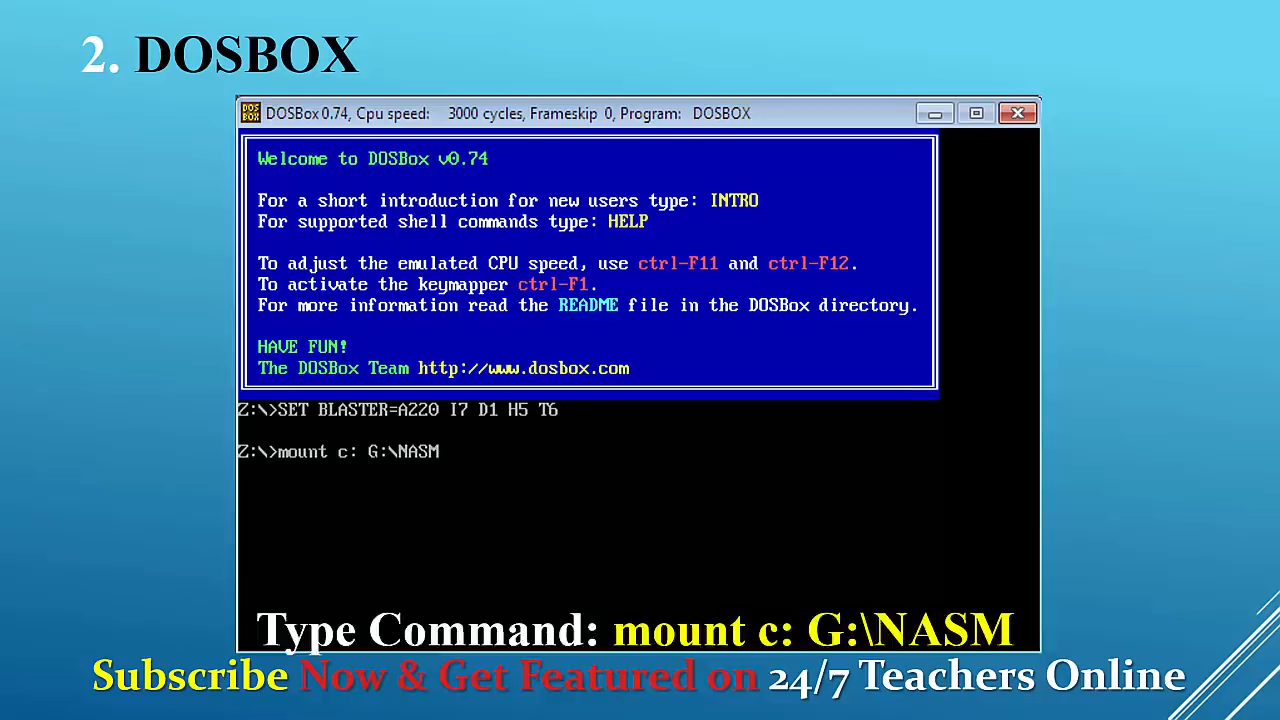 2. DOSBOX
DOS BOX
DOSBox 0.74, Cpu speed: 3000 cycles, Frameskip 0, Program: DOSBOX
Welcome to DOSBox v0.74
For a short introduction for new users type: INTRO
For supported shell commands type: HELP
To adjust the emulated CPU speed, use ctrl-F11 and ctrl-F12.
To activate the keymapper ctrl-F1.
For more information read the README file in the DOSBox directory.
HAVE FUN!
The DOSBox Team http://www.dosbox.com
Z:\>SET BLASTER=A220 I7 D1 H5 T6
Z:\>mount c: G:\NASM
Type Command: mount c: G:\NASM
Subscribe Now & Get Featured on 24/7 Teachers Online